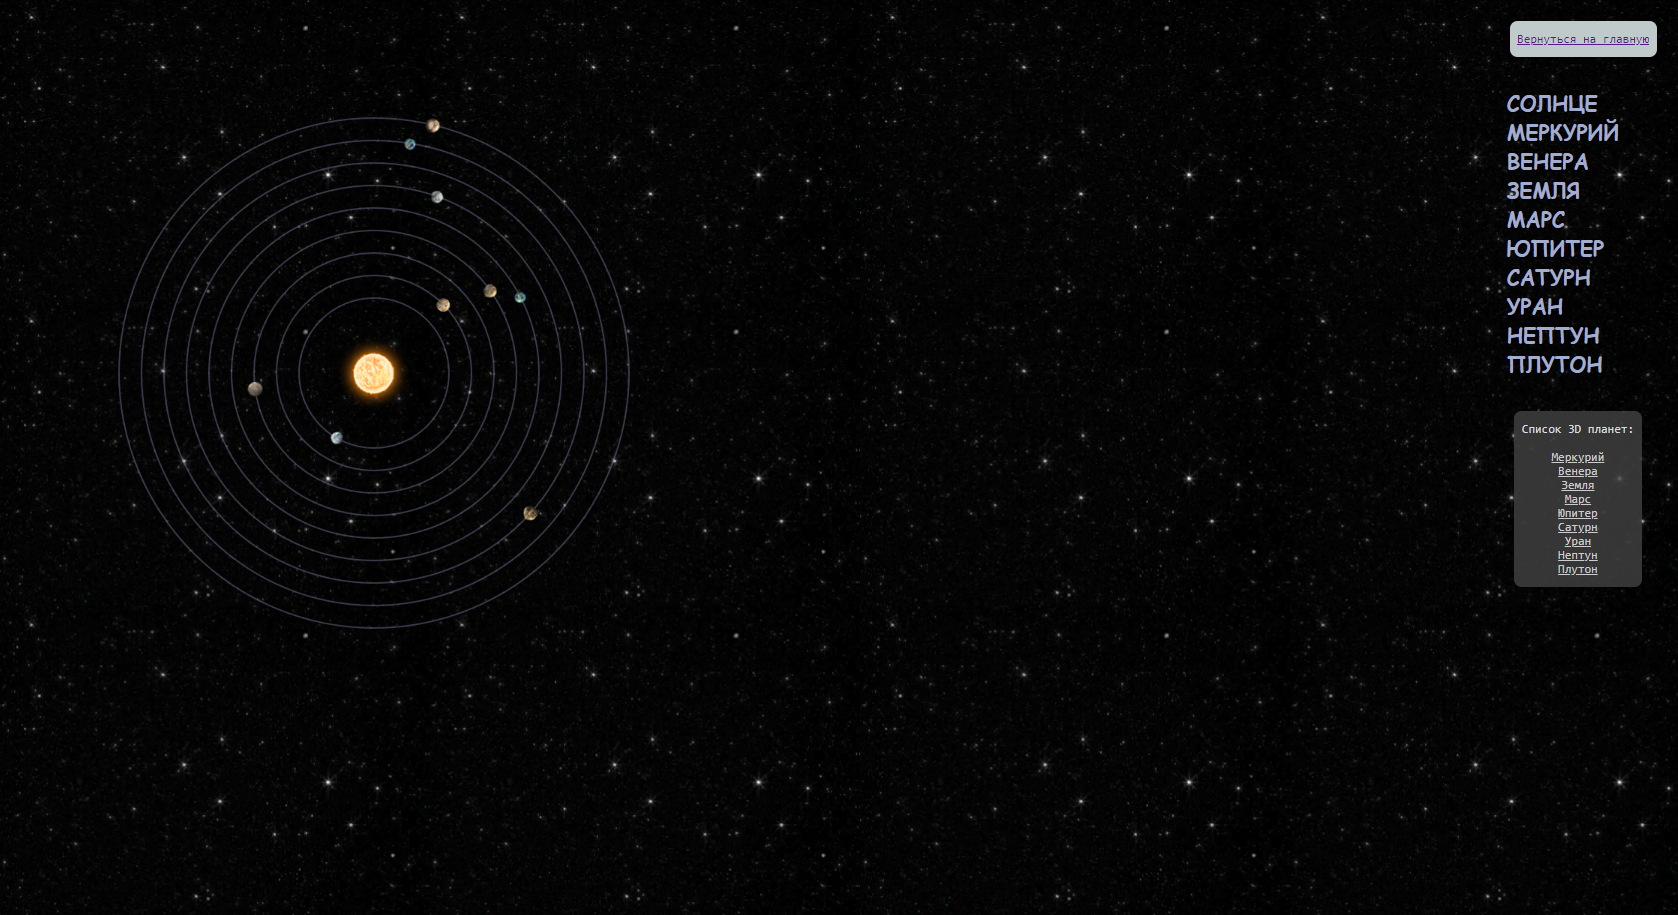 Вернуться на главную
СОЛНЦЕ
МЕРКУРИЙ
ВЕНЕРА
ЗЕМЛЯ
МАРС
ЮПИТЕР
САТУРН
УРАН
НЕПТУН
ПЛУТОН
Список 3D планет:
Меркурий
Венера
Земля
Марс
Юпитер
Сатурн
Уран
Нептун
Плутон